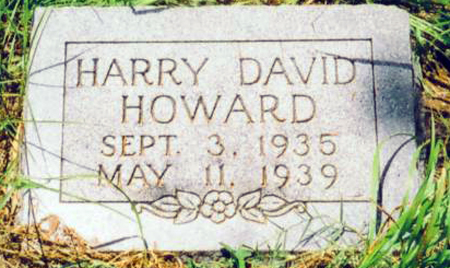 HARRY DAVID
HOWARD
SEPT. 3, 1935
MAY 11, 1939